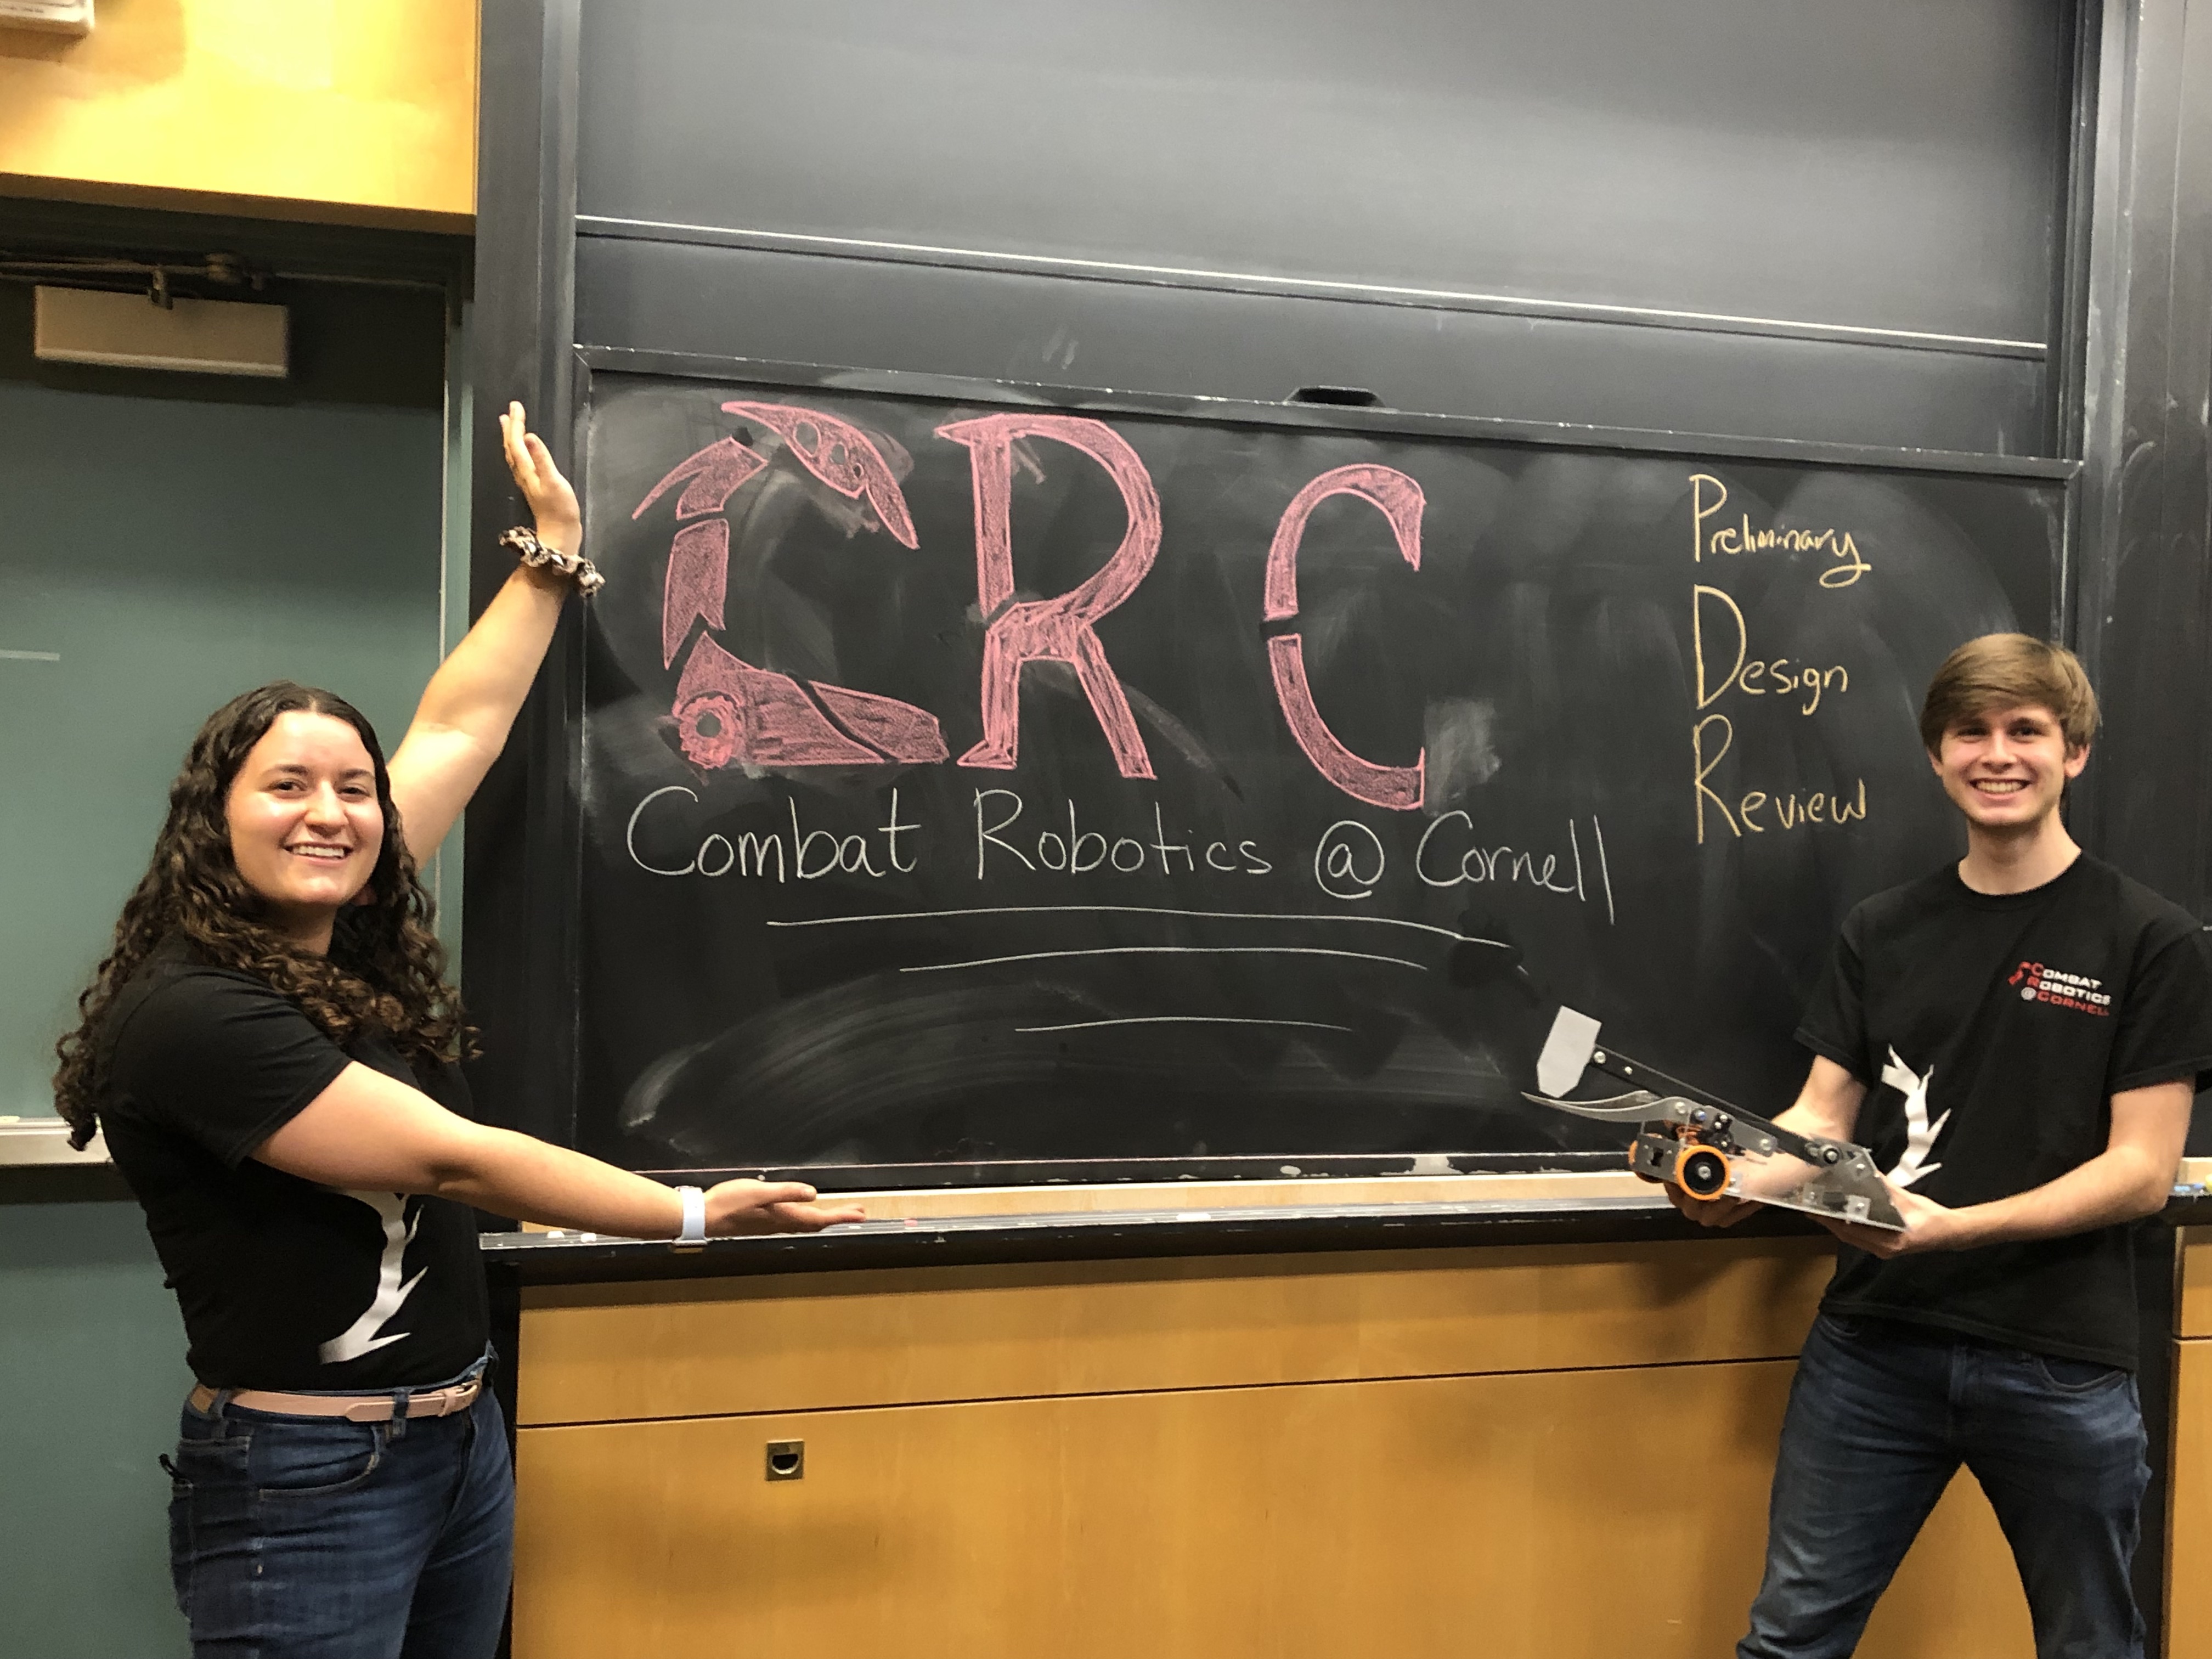 CRC
Combat Robotics @ Cornell
Preliminary
Design
Review
COMBAT
ROBOTICS
@CORNELL